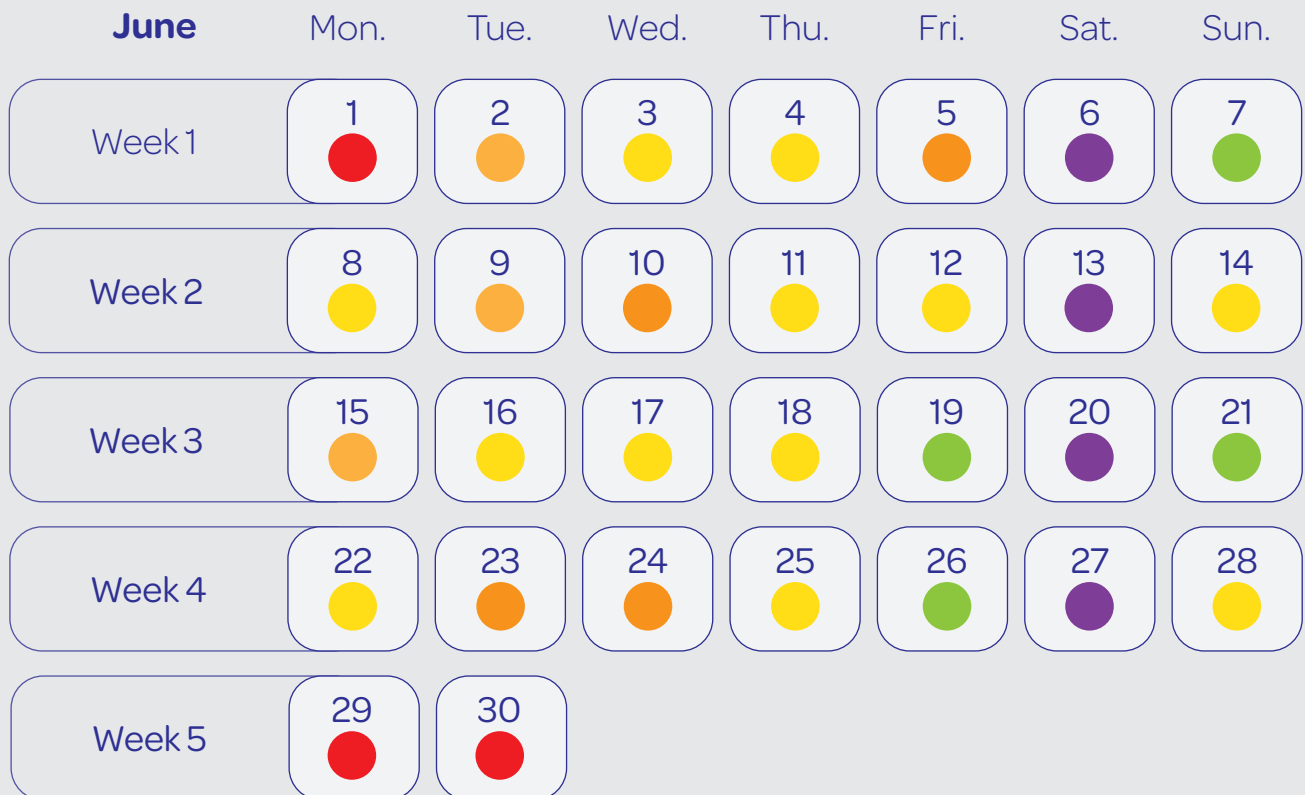 June Mon. Tue. Wed. Thu. Fri. Sat. Sun.
Week 1 1 2 3 4 5 6 7
Week 2 8 9 10 11 12 13 14
Week 3 15 16 17 18 19 20 21
Week 4 22 23 24 25 26 27 28
Week 5 29 30